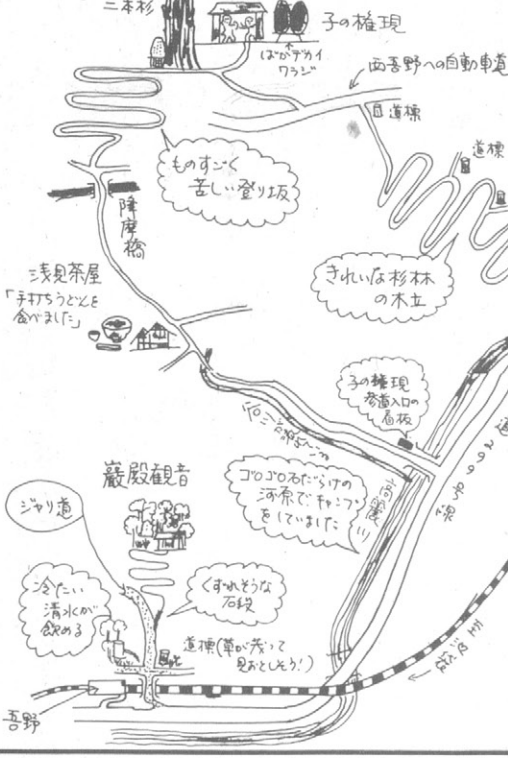 二本杉
子の権現
ばかデカイ
ワラジ
西吾野への自動車道
道標
道標
ものすごく
苦しい登り坂
降摩橋
きれいな杉林
の木立
浅見茶屋
「手打ちうどんを
食べました」
子の権現
参道入口の
看板
ゴロゴロ石だらけの
河原でキャンプ
をしていました
高麗川
巌殿観音
ジャリ道
冷たい
清水が
飲める
くずれそうな
石段
道標(草が茂って
見おとしそう!)
吾野